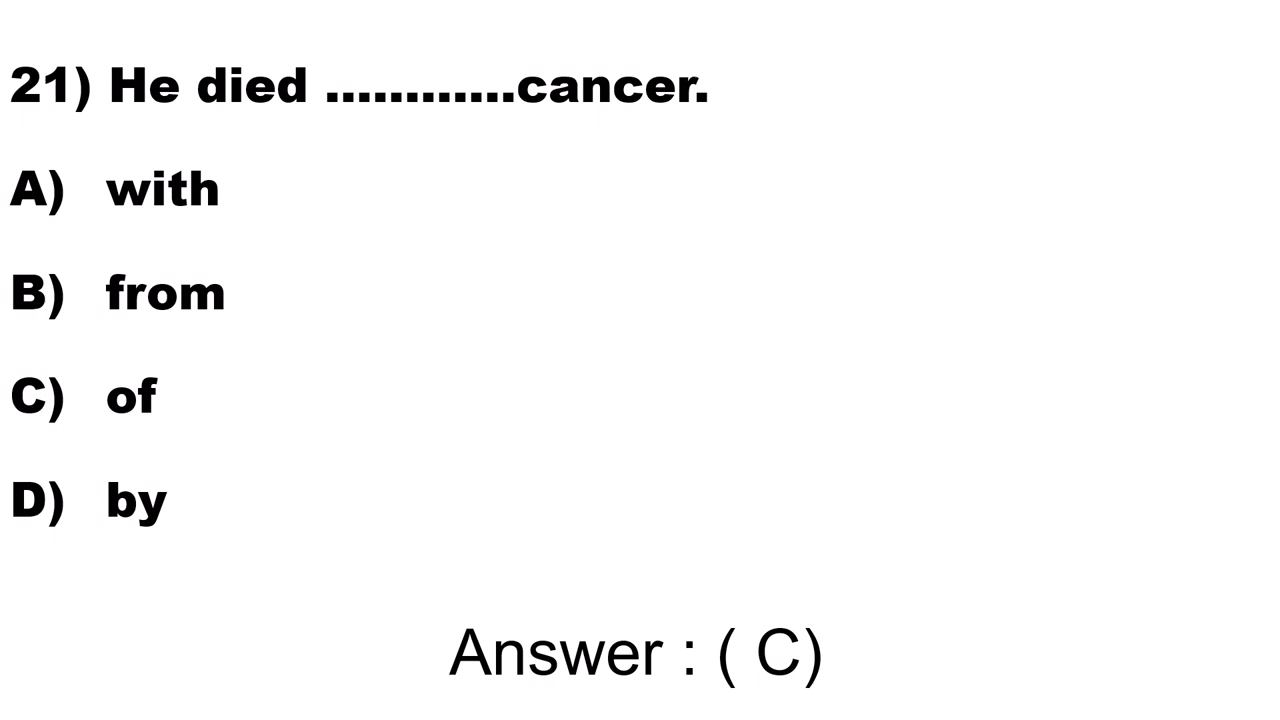 21) He died ............cancer.
A) with
B) from
C) of
D) by
Answer : ( C)